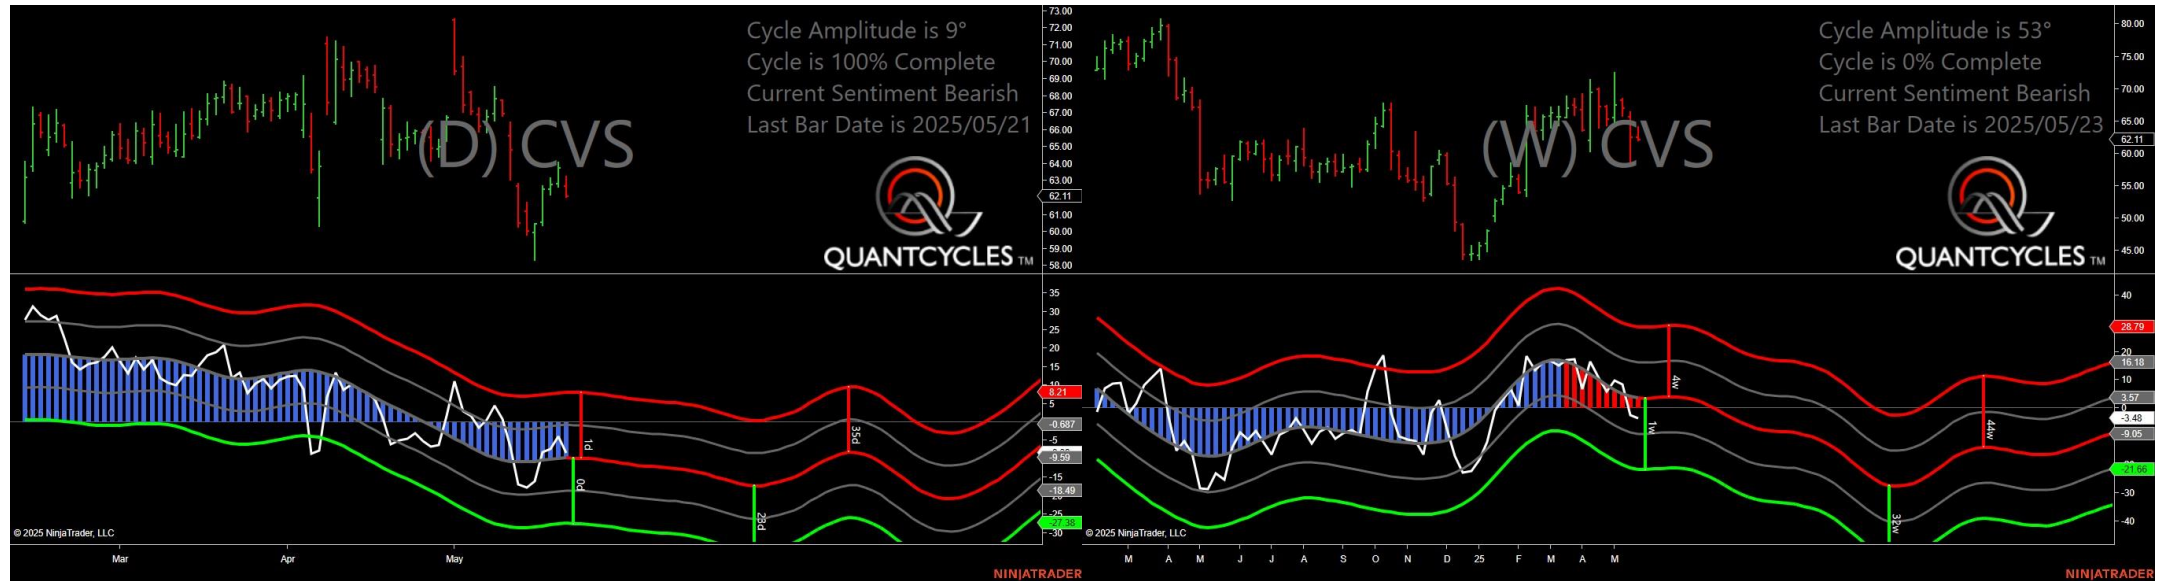 Cycle Amplitude is 9°
Cycle is 100% Complete
Current Sentiment Bearish
Last Bar Date is 2025/05/21
(D) CVS
QUANTCYCLES TM
73.00
72.00
71.00
70.00
69.00
68.00
67.00
66.00
65.00
64.00
63.00
62.11
61.00
60.00
59.00
58.00
35
30
25
20
15
10
8.21
5
-0.687
-5
-9.59
-15
-18.49
-25
-27.38
-30
1d
0d
28d
35d
© 2025 NinjaTrader, LLC
Mar Apr May
NINJATRADER
Cycle Amplitude is 53°
Cycle is 0% Complete
Current Sentiment Bearish
Last Bar Date is 2025/05/23
(W) CVS
QUANTCYCLES TM
80.00
75.00
70.00
65.00
62.11
60.00
55.00
50.00
45.00
40
28.79
20
16.18
10
3.57
0
-3.48
-9.05
-21.66
-30
-40
4w
1w
32w
44w
© 2025 NinjaTrader, LLC
M A M J J A S O N D 25 F M A M
NINJATRADER